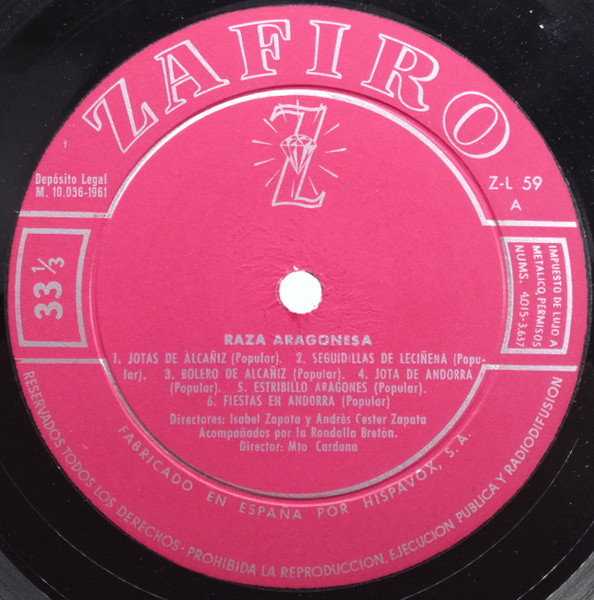 ZAFIRO
Z
Depósito Legal
M. 10.036-1961
Z-L 59
A
33⅓
IMPUESTO DE LUJO A
METALICO, PERMISOS
NUMS. 4.015-3.637
RAZA ARAGONESA
1. JOTAS DE ALCAÑIZ (Popular). 2. SEGUIDILLAS DE LECIÑENA (Popu-
lar). 3. BOLERO DE ALCAÑIZ (Popular). 4. JOTA DE ANDORRA
(Popular). 5. ESTRIBILLO ARAGONES (Popular).
6. FIESTAS EN ANDORRA (Popular)
Directores: Isabel Zapata y Andrés Cester Zapata
Acompañados por la Rondalla Bretón.
Director: Mto Cardona
FABRICADO EN ESPAÑA POR HISPAVOX, S.A.
RESERVADOS TODOS LOS DERECHOS - PROHIBIDA LA REPRODUCCION, EJECUCION PUBLICA Y RADIODIFUSION